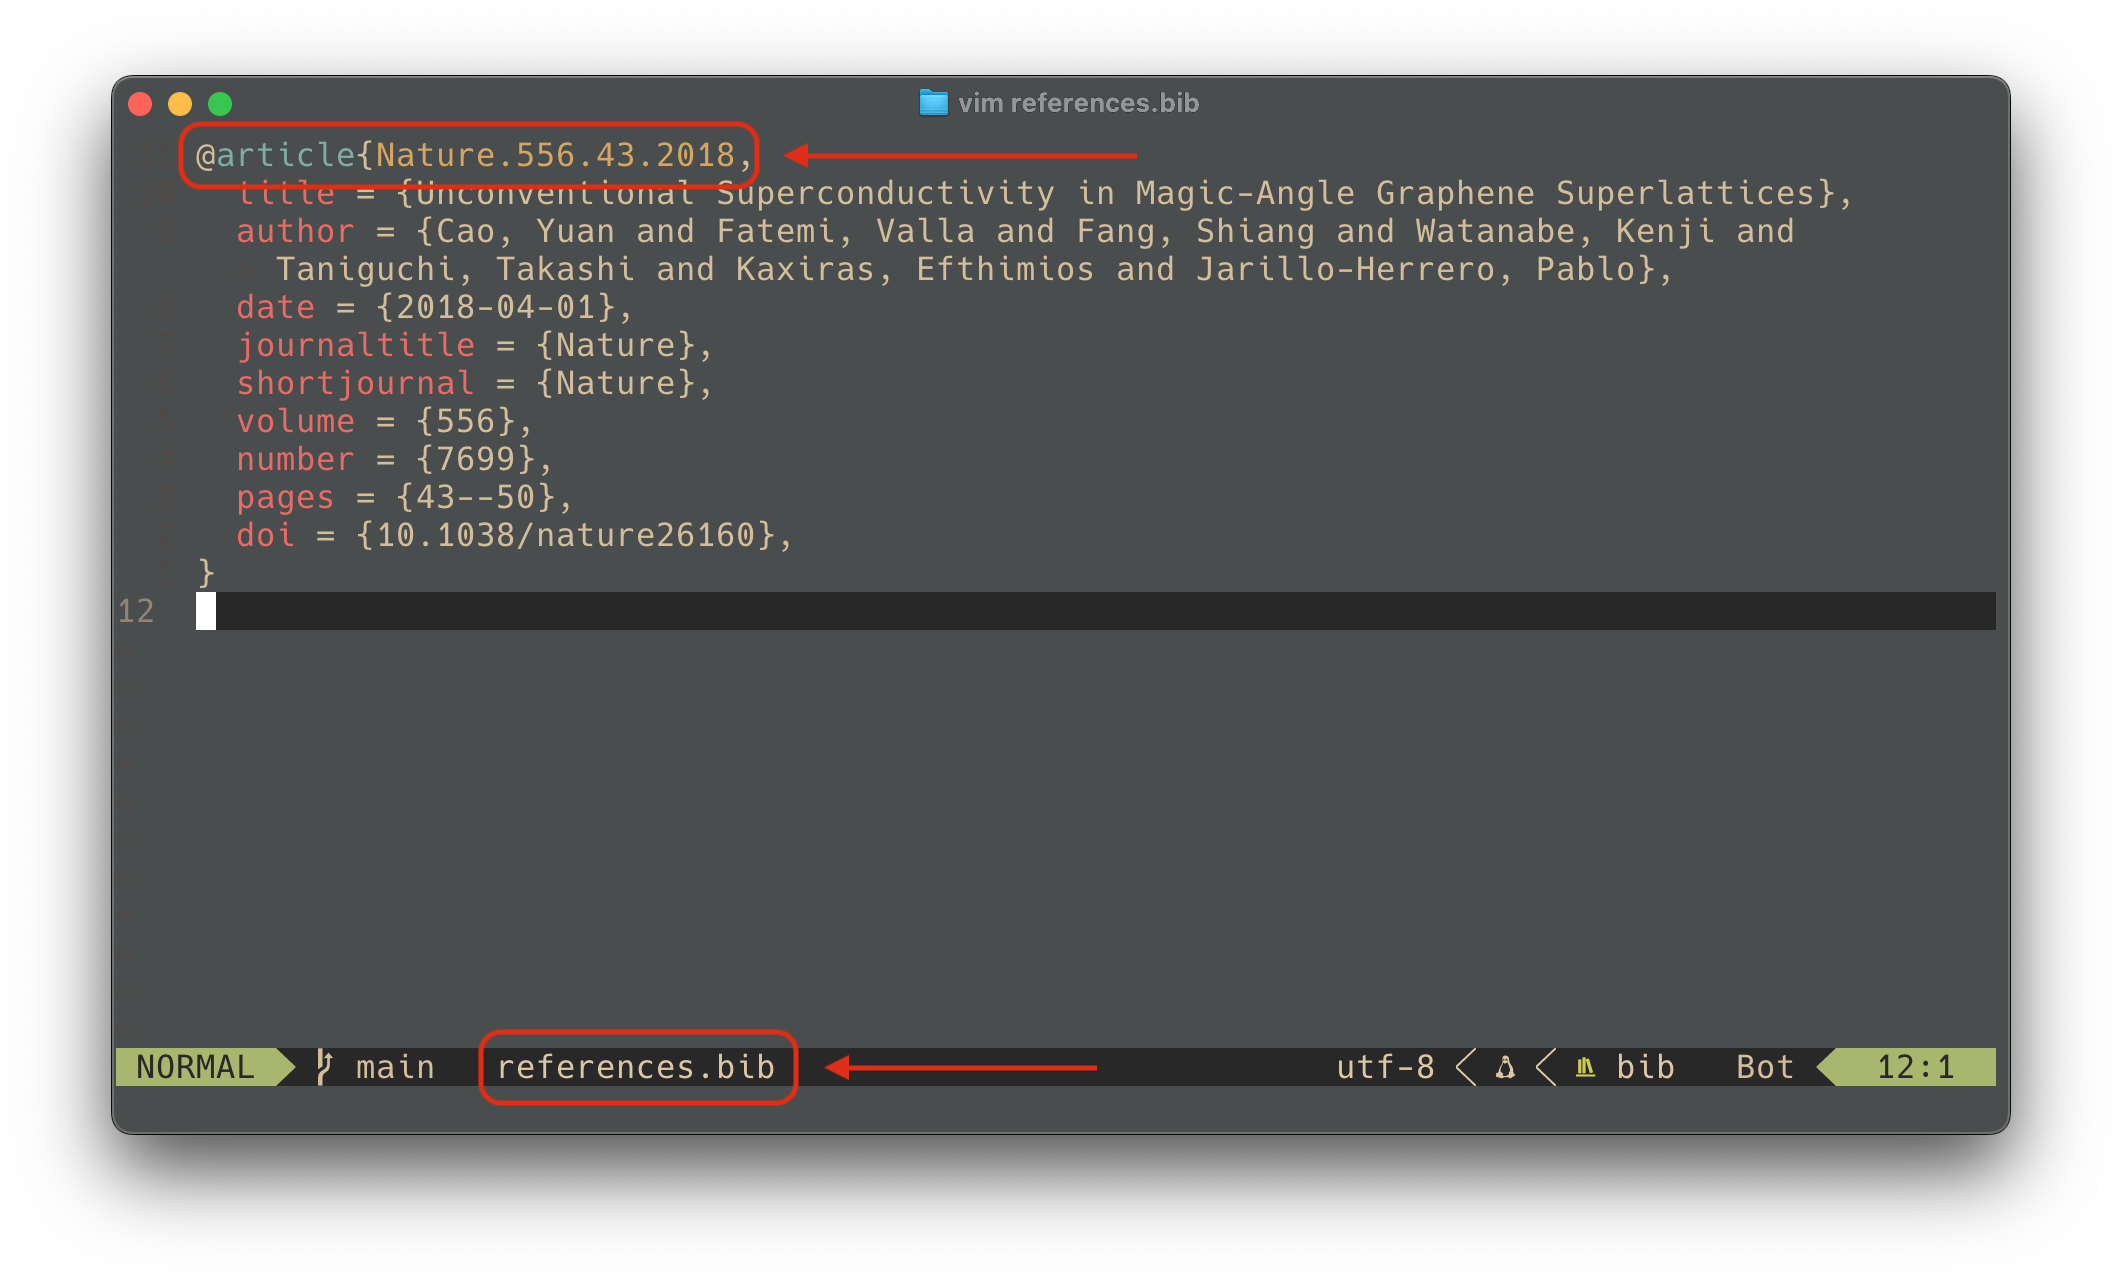 vim references.bib
11 @article{Nature.556.43.2018,
10 title = {Unconventional Superconductivity in Magic-Angle Graphene Superlattices},
9 author = {Cao, Yuan and Fatemi, Valla and Fang, Shiang and Watanabe, Kenji and
Taniguchi, Takashi and Kaxiras, Efthimios and Jarillo-Herrero, Pablo},
8 date = {2018-04-01},
7 journaltitle = {Nature},
6 shortjournal = {Nature},
5 volume = {556},
4 number = {7699},
3 pages = {43--50},
2 doi = {10.1038/nature26160},
1 }
12
NORMAL main references.bib utf-8 bib Bot 12:1